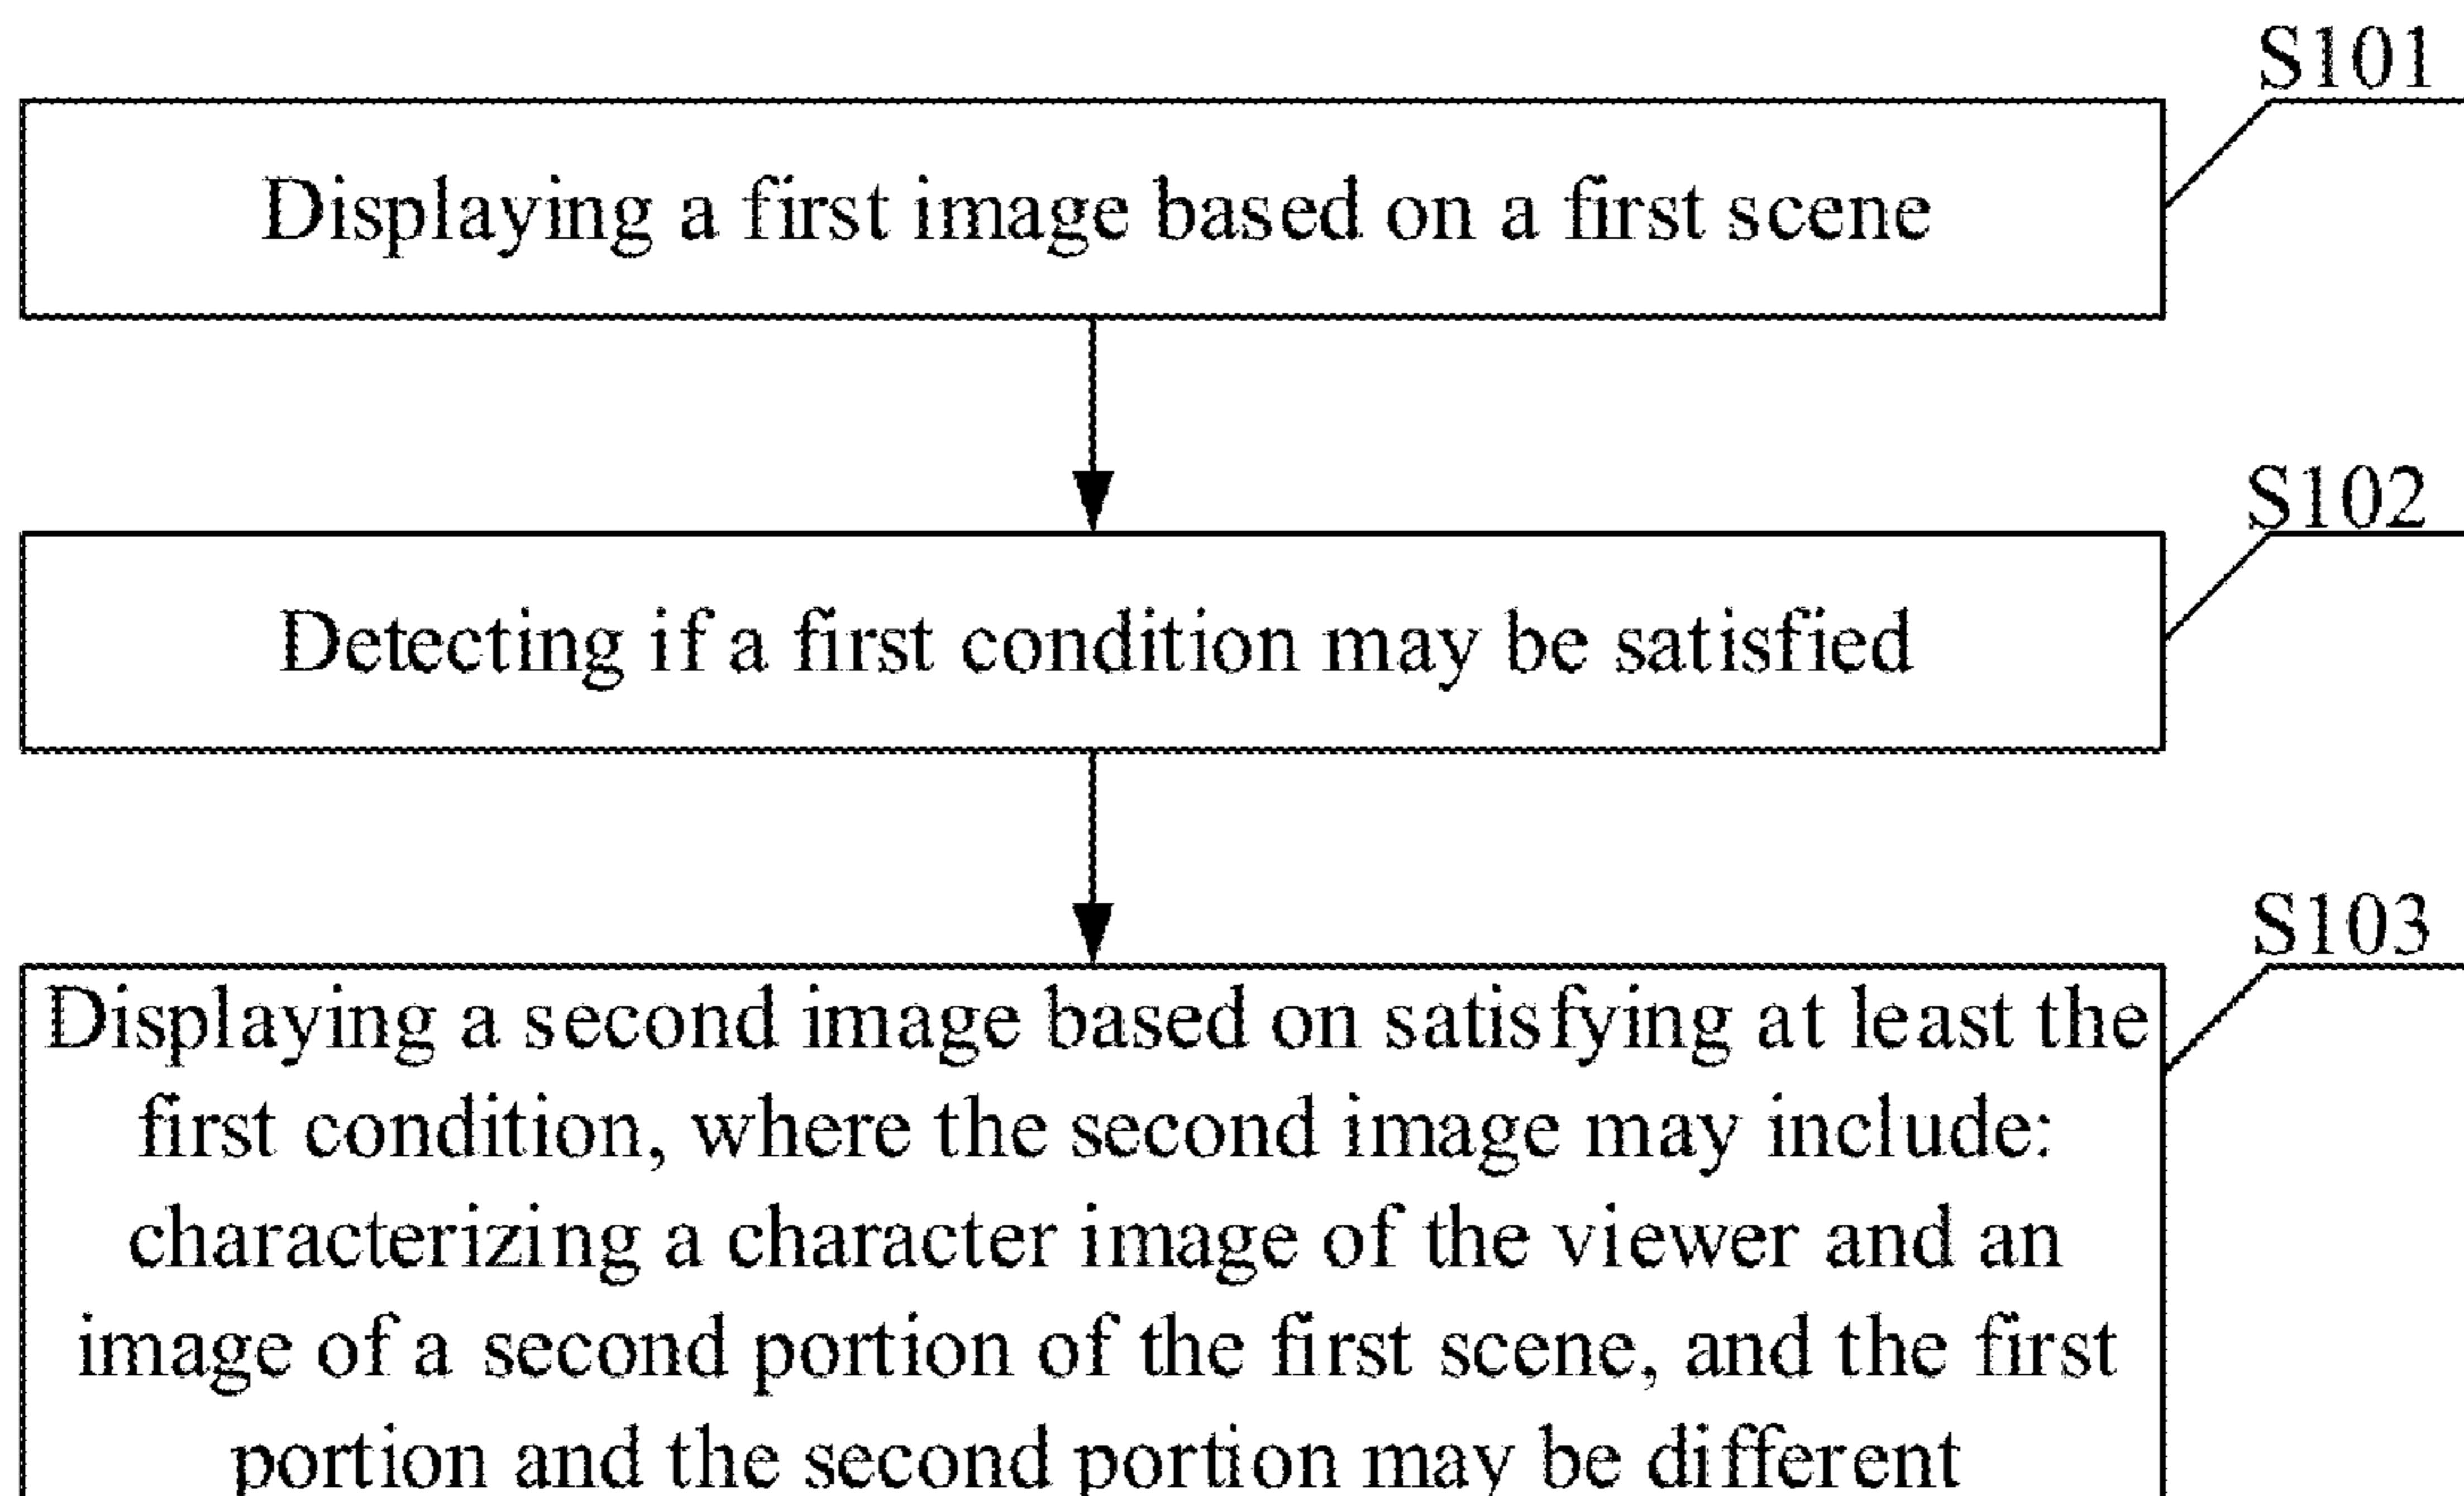 S101
Displaying a first image based on a first scene
S102
Detecting if a first condition may be satisfied
S103
Displaying a second image based on satisfying at least the
first condition, where the second image may include:
characterizing a character image of the viewer and an
image of a second portion of the first scene, and the first
portion and the second portion may be different